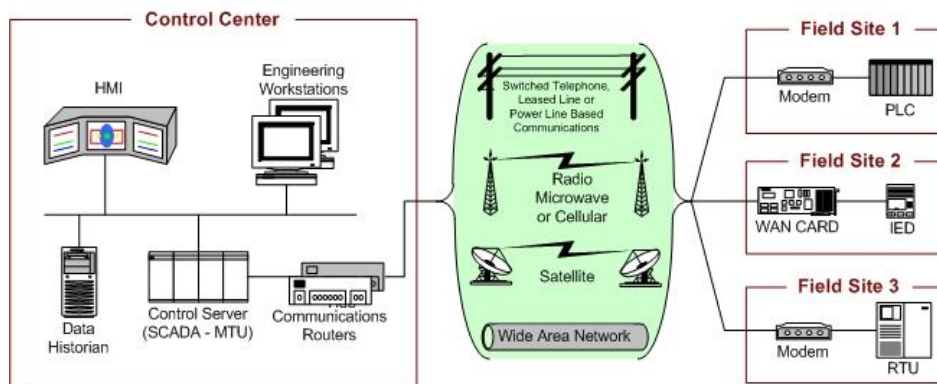 Control Center
HMI
Engineering
Workstations
Data
Historian
Control Server
(SCADA - MTU)
Communications
Routers
Switched Telephone,
Leased Line or
Power Line Based
Communications
Radio
Microwave
or Cellular
Satellite
Wide Area Network
Field Site 1
Modem
PLC
Field Site 2
WAN CARD
IED
Field Site 3
Modem
RTU